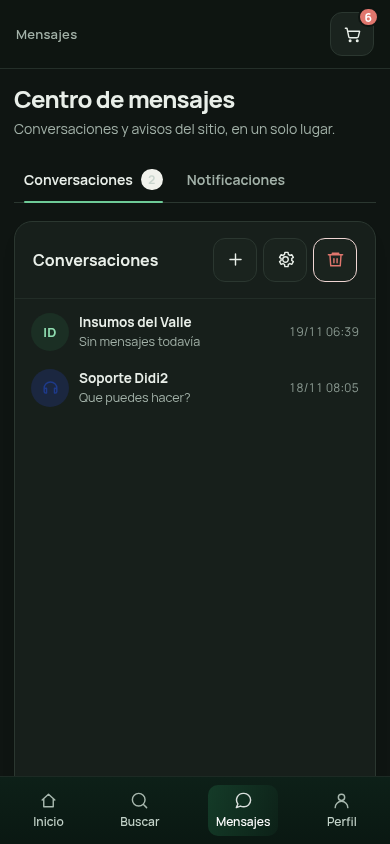 Mensajes
6
Centro de mensajes
Conversaciones y avisos del sitio, en un solo lugar.
Conversaciones 2 Notificaciones
Conversaciones
ID Insumos del Valle 19/11 06:39
Sin mensajes todavía
Soporte Didi2 18/11 08:05
Que puedes hacer?
Inicio Buscar Mensajes Perfil